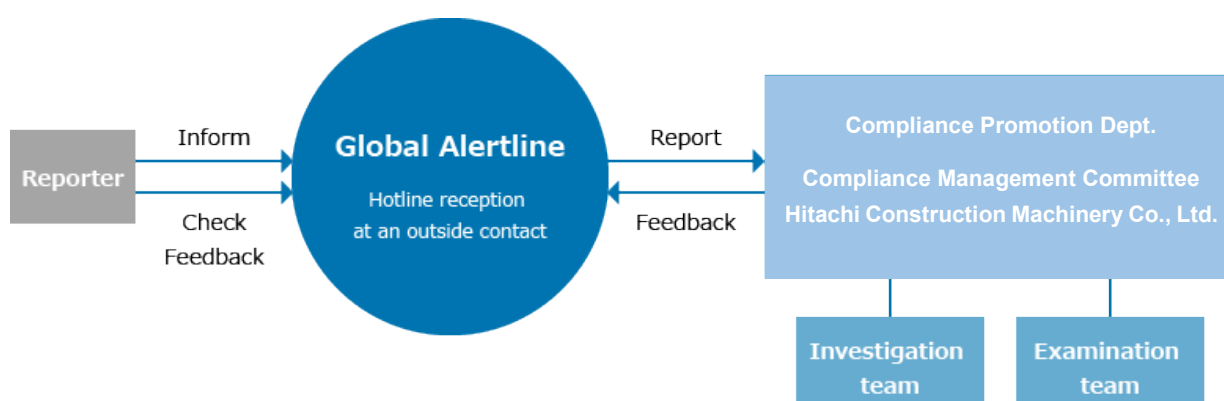 Reporter
Inform
Check
Feedback
Global Alertline
Hotline reception
at an outside contact
Report
Feedback
Compliance Promotion Dept.
Compliance Management Committee
Hitachi Construction Machinery Co., Ltd.
Investigation
team
Examination
team